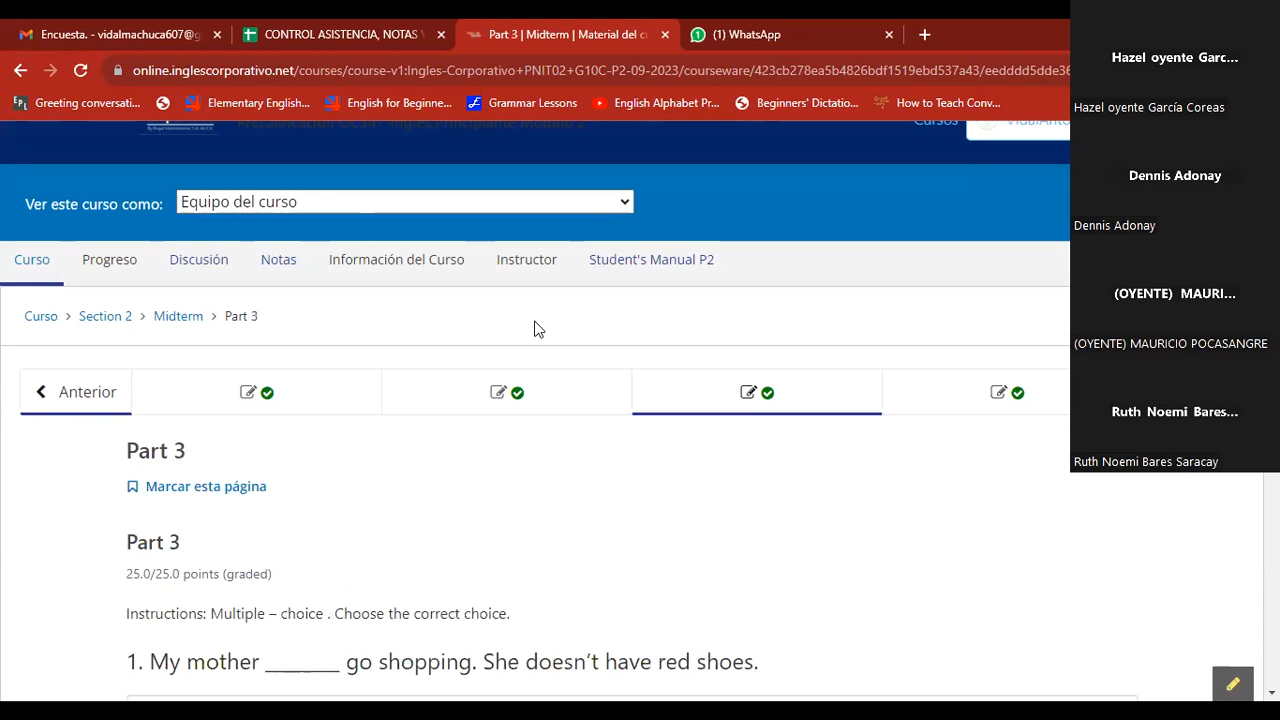 Encuesta. - vidalmachuca607@g
CONTROL ASISTENCIA, NOTAS
Part 3 | Midterm | Material del c
(1) WhatsApp
online.inglescorporativo.net/courses/course-v1:Ingles-Corporativo+PNIT02+G10C-P2-09-2023/courseware/423cb278ea5b4826bdf1519ebd537a43/eedddd5dde36
Greeting conversati...
Elementary English...
English for Beginne...
Grammar Lessons
English Alphabet Pr...
Beginners' Dictatio...
How to Teach Conv...
Cursos
Ver este curso como:
Equipo del curso
Curso
Progreso
Discusión
Notas
Información del Curso
Instructor
Student's Manual P2
Curso > Section 2 > Midterm > Part 3
Anterior
Part 3
Marcar esta página
Part 3
25.0/25.0 points (graded)
Instructions: Multiple – choice . Choose the correct choice.
1. My mother ________ go shopping. She doesn’t have red shoes.
Hazel oyente Garc...
Hazel oyente García Coreas
Dennis Adonay
Dennis Adonay
(OYENTE) MAURI...
(OYENTE) MAURICIO POCASANGRE
Ruth Noemi Bares...
Ruth Noemi Bares Saracay